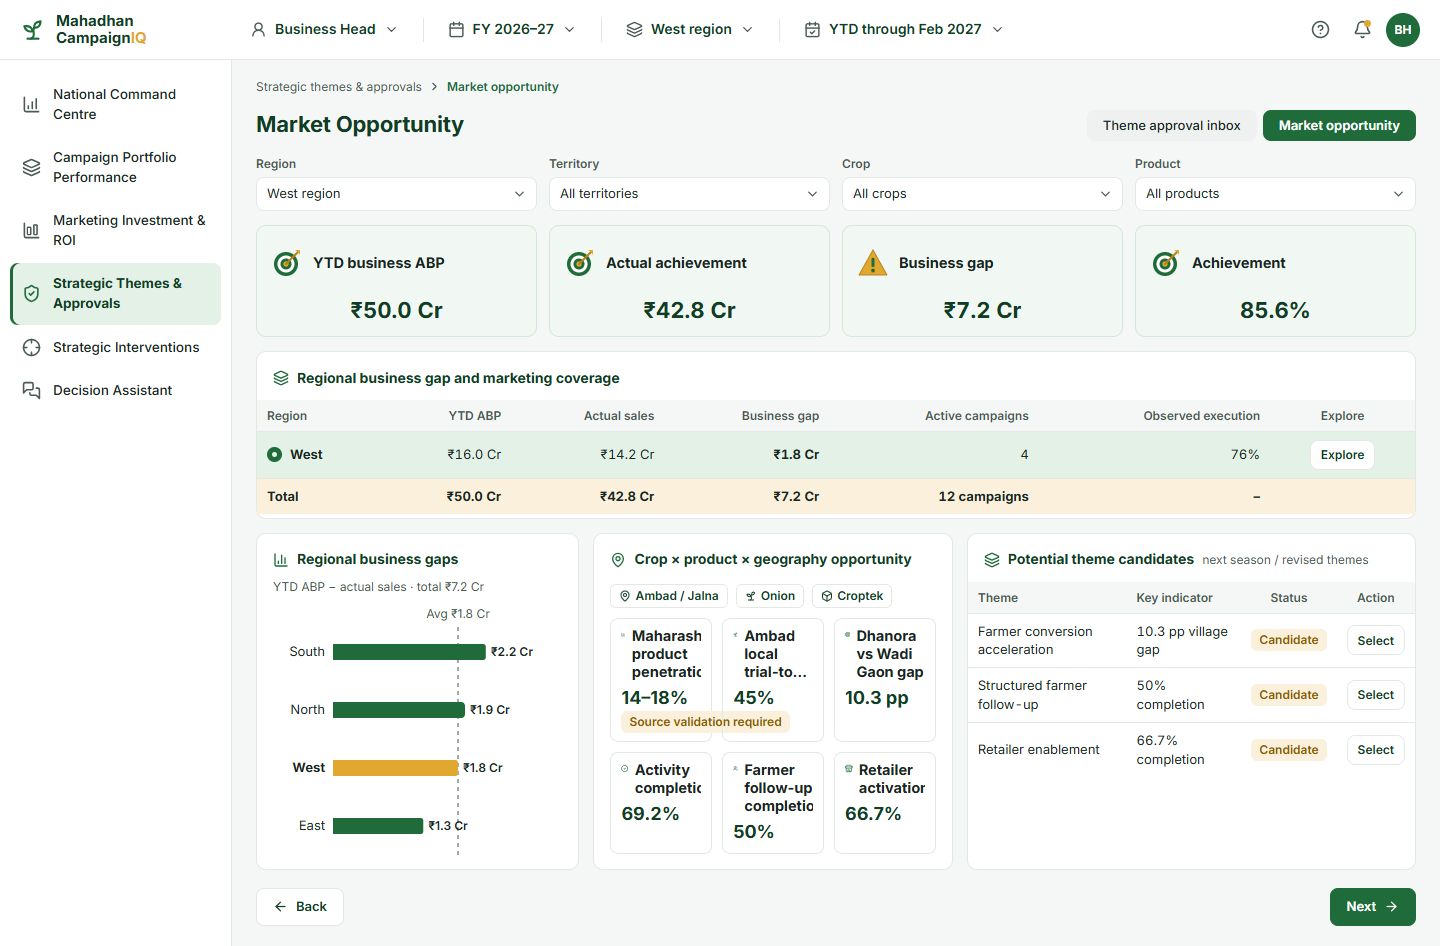 Mahadhan
CampaignIQ
Business Head
FY 2026–27
West region
YTD through Feb 2027
BH
National Command
Centre
Campaign Portfolio
Performance
Marketing Investment &
ROI
Strategic Themes &
Approvals
Strategic Interventions
Decision Assistant
Strategic themes & approvals > Market opportunity
Market Opportunity
Theme approval inbox
Market opportunity
Region
West region
Territory
All territories
Crop
All crops
Product
All products
YTD business ABP
₹50.0 Cr
Actual achievement
₹42.8 Cr
Business gap
₹7.2 Cr
Achievement
85.6%
Regional business gap and marketing coverage
Region YTD ABP Actual sales Business gap Active campaigns Observed execution Explore
West ₹16.0 Cr ₹14.2 Cr ₹1.8 Cr 4 76% Explore
Total ₹50.0 Cr ₹42.8 Cr ₹7.2 Cr 12 campaigns –
Regional business gaps
YTD ABP – actual sales · total ₹7.2 Cr
Avg ₹1.8 Cr
South ₹2.2 Cr
North ₹1.9 Cr
West ₹1.8 Cr
East ₹1.3 Cr
Crop × product × geography opportunity
Ambad / Jalna
Onion
Croptek
Maharash
product
penetratic
14–18%
Source validation required
Ambad
local
trial-to...
45%
Dhanora
vs Wadi
Gaon gap
10.3 pp
Activity
completic
69.2%
Farmer
follow-up
completio
50%
Retailer
activation
66.7%
Potential theme candidates next season / revised themes
Theme Key indicator Status Action
Farmer conversion
acceleration
10.3 pp village
gap
Candidate
Select
Structured farmer
follow-up
50%
completion
Candidate
Select
Retailer enablement
66.7%
completion
Candidate
Select
Back
Next